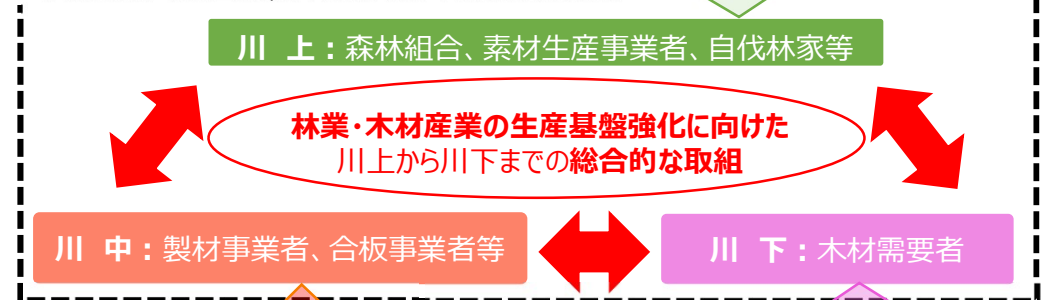 川 上：森林組合、素材生産事業者、自伐林家等
林業・木材産業の生産基盤強化に向けた
川上から川下までの総合的な取組
川 中：製材事業者、合板事業者等
川 下：木材需要者